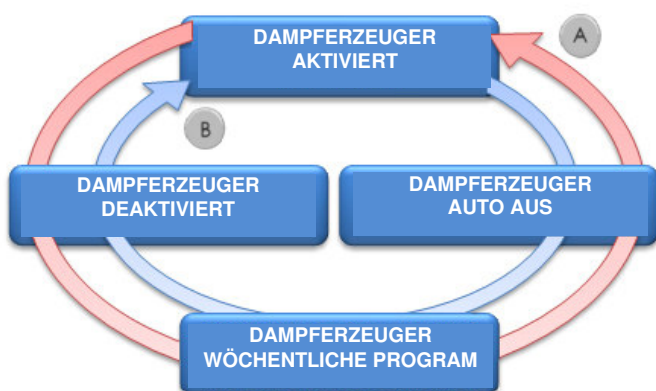 DAMPFERZEUGER
AKTIVIERT
A
B
DAMPFERZEUGER
DEAKTIVIERT
DAMPFERZEUGER
AUTO AUS
DAMPFERZEUGER
WÖCHENTLICHE PROGRAM